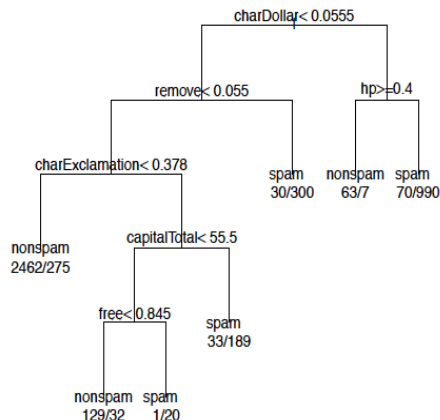 charDollar< 0.0555
remove< 0.055
hp>=0.4
charExclamation< 0.378
spam
30/300
nonspam
63/7
spam
70/990
nonspam
2462/275
capitalTotal< 55.5
free< 0.845
spam
33/189
nonspam
129/32
spam
1/20